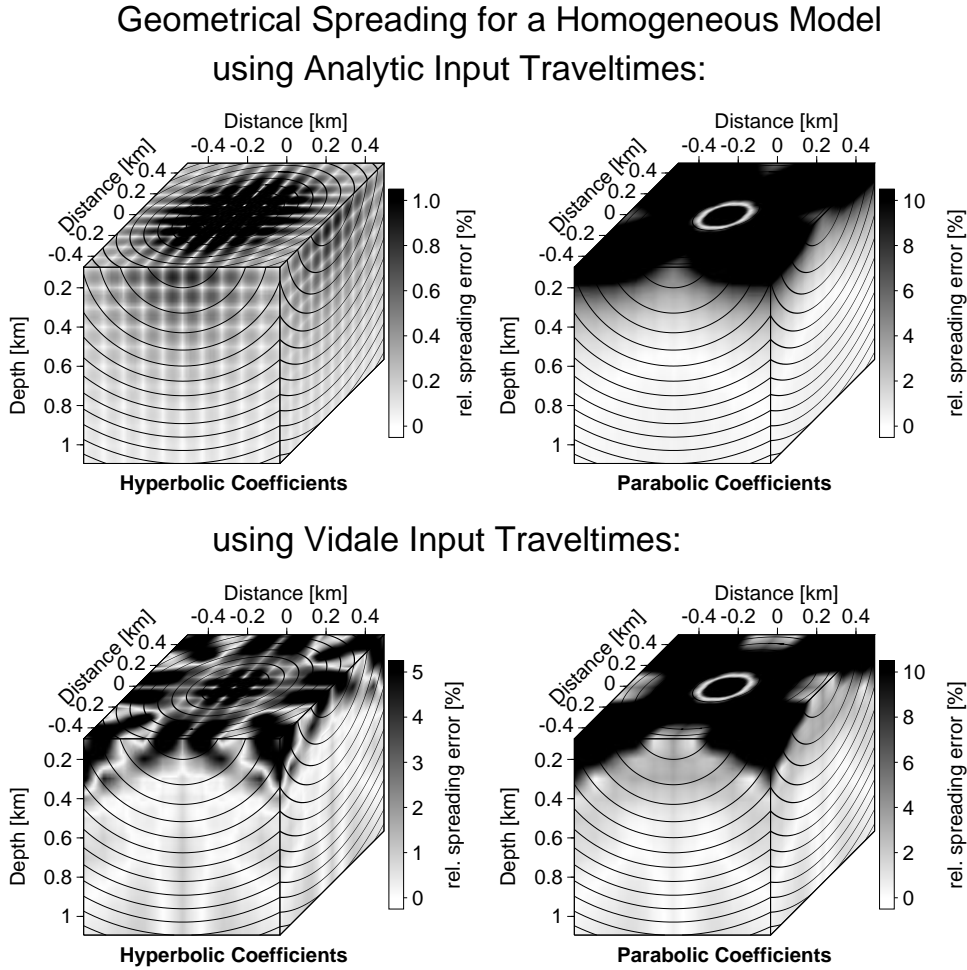 Geometrical Spreading for a Homogeneous Model
using Analytic Input Traveltimes:
Distance [km]
-0.4 -0.2 0 0.2 0.4
Distance [km]
0.4
0.2
0
-0.2
-0.4
Depth [km]
0.2
0.4
0.6
0.8
1
1.0
0.8
0.6
0.4
0.2
0
rel. spreading error [%]
Hyperbolic Coefficients
Distance [km]
-0.4 -0.2 0 0.2 0.4
Distance [km]
0.4
0.2
0
-0.2
-0.4
Depth [km]
0.2
0.4
0.6
0.8
1
10
8
6
4
2
0
rel. spreading error [%]
Parabolic Coefficients
using Vidale Input Traveltimes:
Distance [km]
-0.4 -0.2 0 0.2 0.4
Distance [km]
0.4
0.2
0
-0.2
-0.4
Depth [km]
0.2
0.4
0.6
0.8
1
5
4
3
2
1
0
rel. spreading error [%]
Hyperbolic Coefficients
Distance [km]
-0.4 -0.2 0 0.2 0.4
Distance [km]
0.4
0.2
0
-0.2
-0.4
Depth [km]
0.2
0.4
0.6
0.8
1
10
8
6
4
2
0
rel. spreading error [%]
Parabolic Coefficients